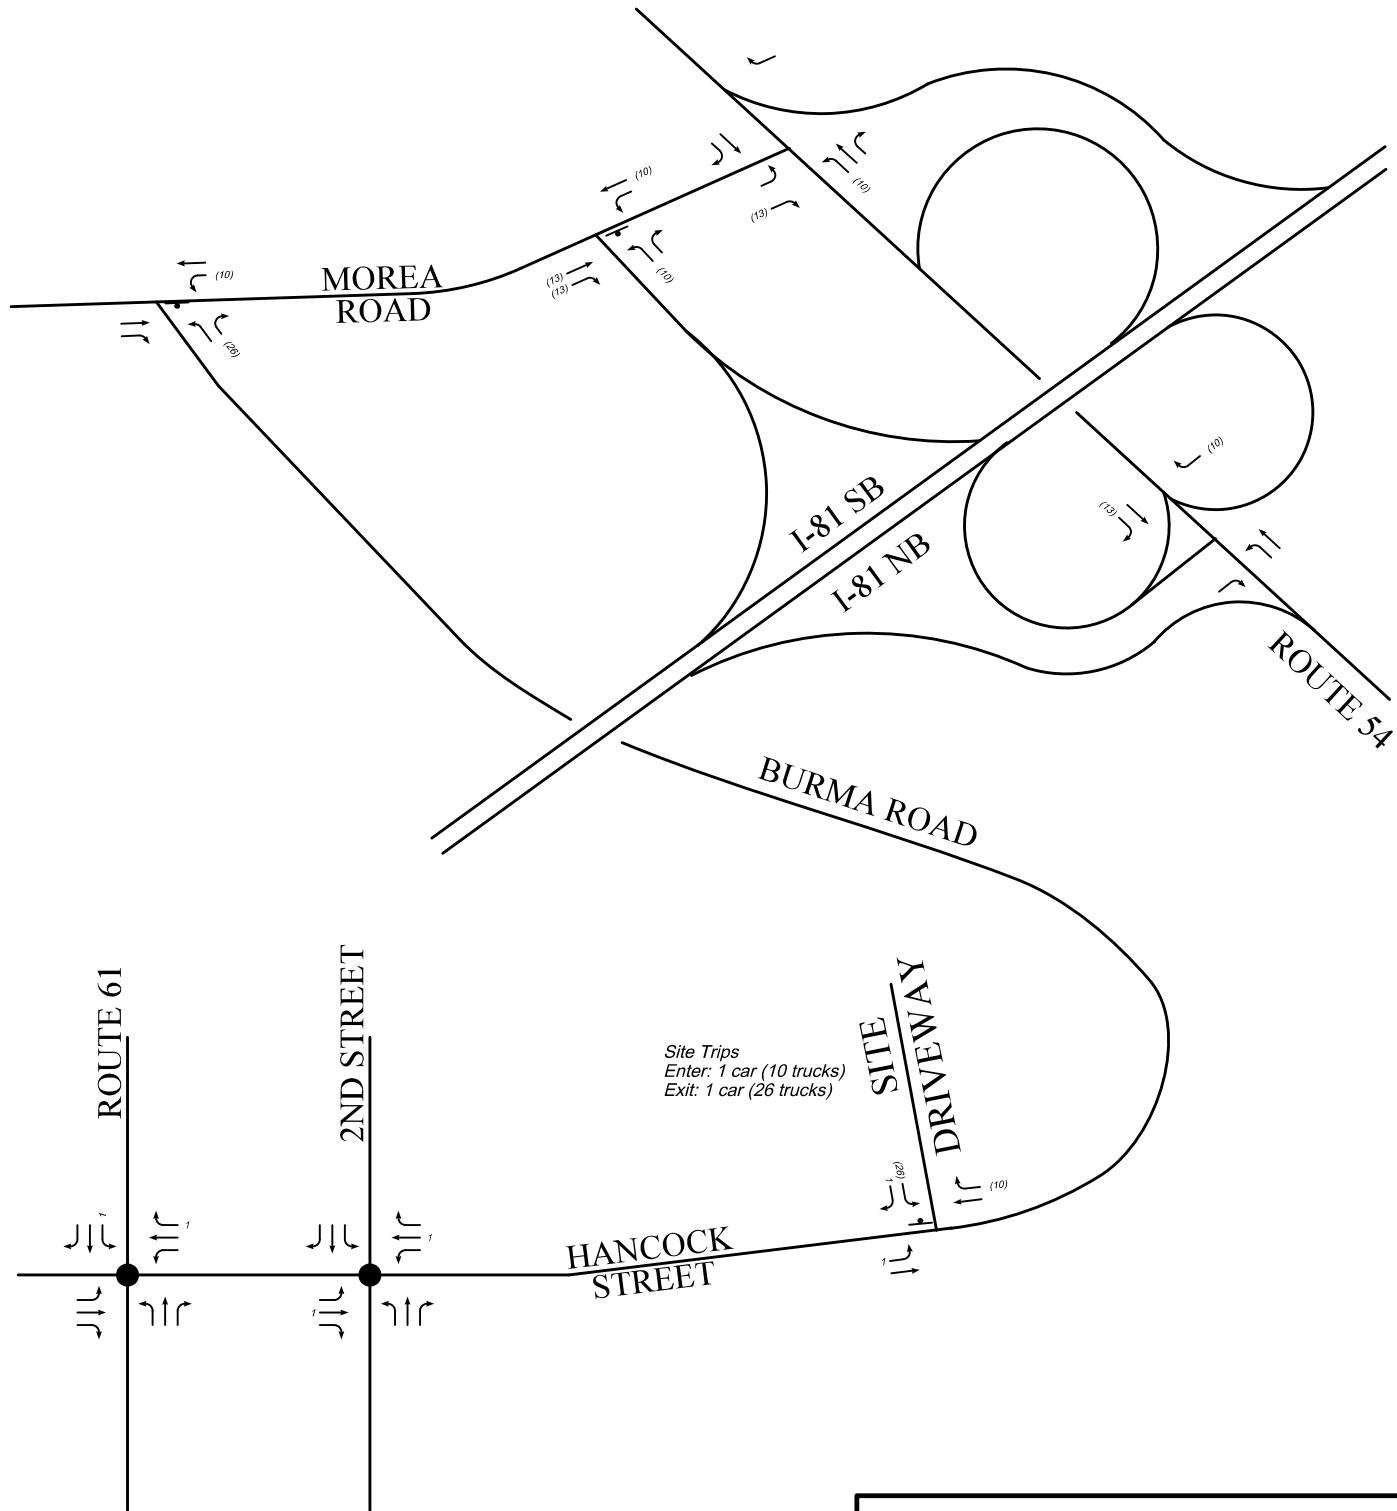 (10)
(10)
(13)
(10)
MOREA
ROAD
(10)
(13)
(13)
(26)
(10)
(13)
I-81 SB
I-81 NB
ROUTE 54
BURMA ROAD
ROUTE 61
2ND STREET
SITE
DRIVEWAY
Site Trips
Enter: 1 car (10 trucks)
Exit: 1 car (26 trucks)
(26)
1
(10)
1
1
1
1
HANCOCK
STREET
1
1